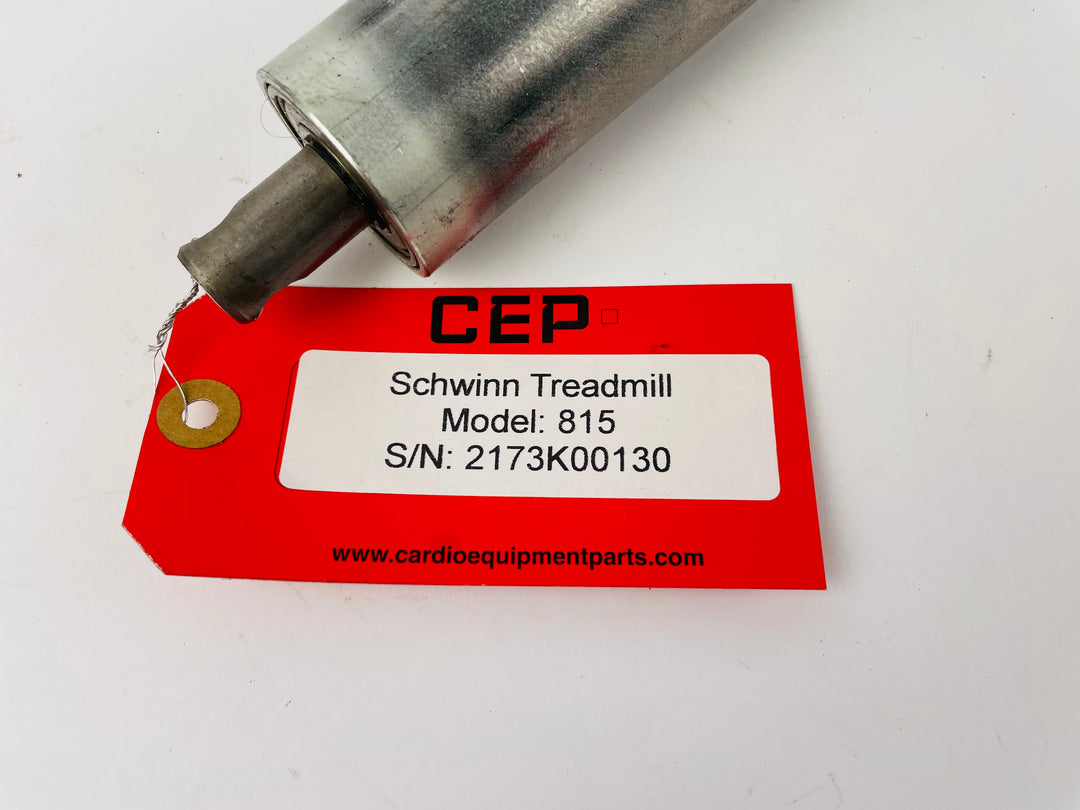 CEP
Schwinn Treadmill
Model: 815
S/N: 2173K00130
www.cardioequipmentparts.com